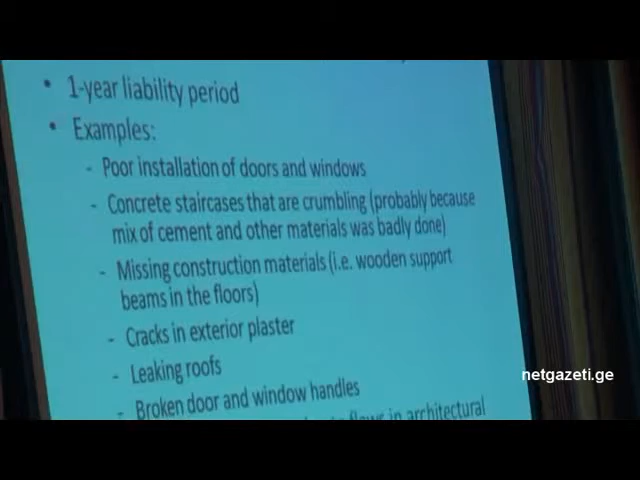 • 1-year liability period
• Examples:
- Poor installation of doors and windows
- Concrete staircases that are crumbling (probably because
mix of cement and other materials was badly done)
- Missing construction materials (i.e. wooden support
beams in the floors)
- Cracks in exterior plaster
- Leaking roofs
- Broken door and window handles
flaws in architectural
netgazeti.ge